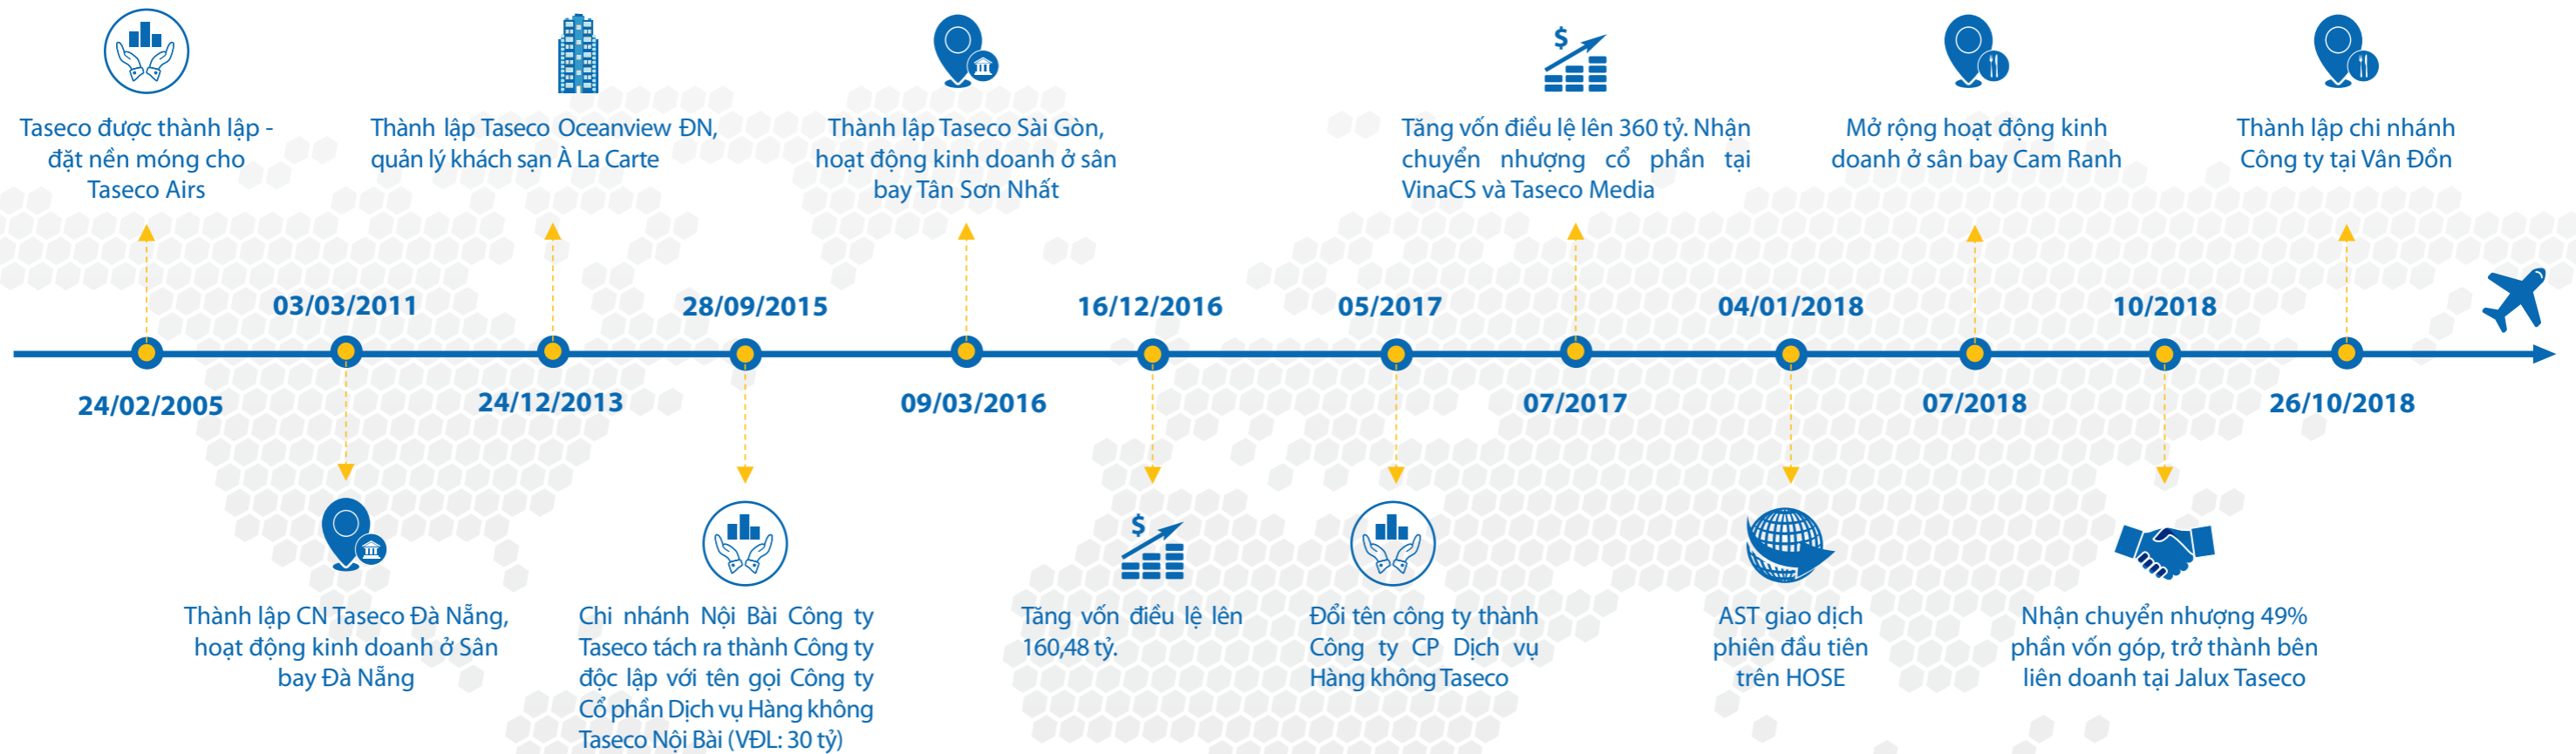 Taseco được thành lập -
đặt nền móng cho
Taseco Airs
24/02/2005
03/03/2011
Thành lập CN Taseco Đà Nẵng,
hoạt động kinh doanh ở Sân
bay Đà Nẵng
Thành lập Taseco Oceanview ĐN,
quản lý khách sạn À La Carte
24/12/2013
28/09/2015
Chi nhánh Nội Bài Công ty
Taseco tách ra thành Công ty
độc lập với tên gọi Công ty
Cổ phần Dịch vụ Hàng không
Taseco Nội Bài (VĐL: 30 tỷ)
Thành lập Taseco Sài Gòn,
hoạt động kinh doanh ở sân
bay Tân Sơn Nhất
09/03/2016
16/12/2016
$
Tăng vốn điều lệ lên
160,48 tỷ.
05/2017
Đổi tên công ty thành
Công ty CP Dịch vụ
Hàng không Taseco
$
Tăng vốn điều lệ lên 360 tỷ. Nhận
chuyển nhượng cổ phần tại
VinaCS và Taseco Media
07/2017
04/01/2018
AST giao dịch
phiên đầu tiên
trên HOSE
Mở rộng hoạt động kinh
doanh ở sân bay Cam Ranh
07/2018
10/2018
Nhận chuyển nhượng 49%
phần vốn góp, trở thành bên
liên doanh tại Jalux Taseco
Thành lập chi nhánh
Công ty tại Vân Đồn
26/10/2018